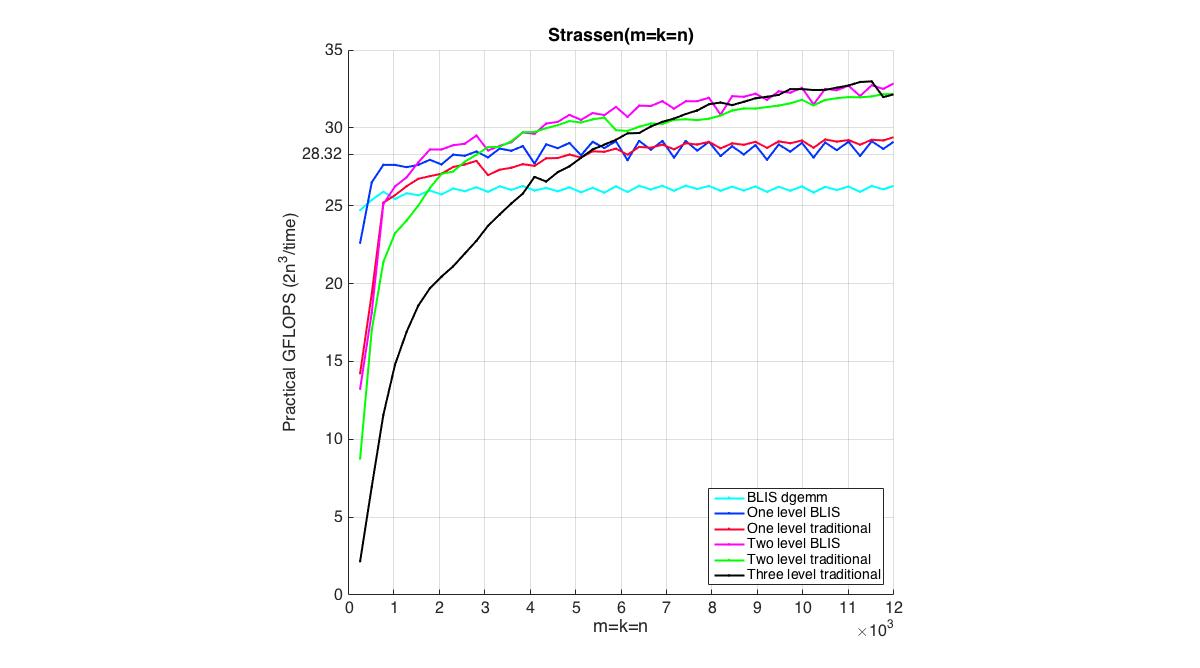 Strassen(m=k=n)
35
30
28.32
25
20
15
10
5
0
Practical GFLOPS (2n³/time)
BLIS dgemm
One level BLIS
One level traditional
Two level BLIS
Two level traditional
Three level traditional
0 1 2 3 4 5 6 7 8 9 10 11 12
m=k=n
×10³